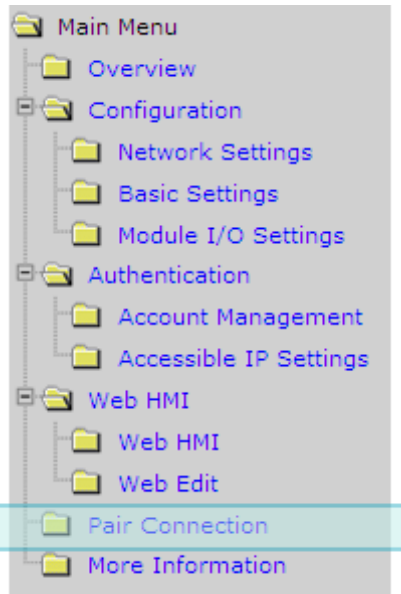 Main Menu
Overview
Configuration
Network Settings
Basic Settings
Module I/O Settings
Authentication
Account Management
Accessible IP Settings
Web HMI
Web HMI
Web Edit
Pair Connection
More Information